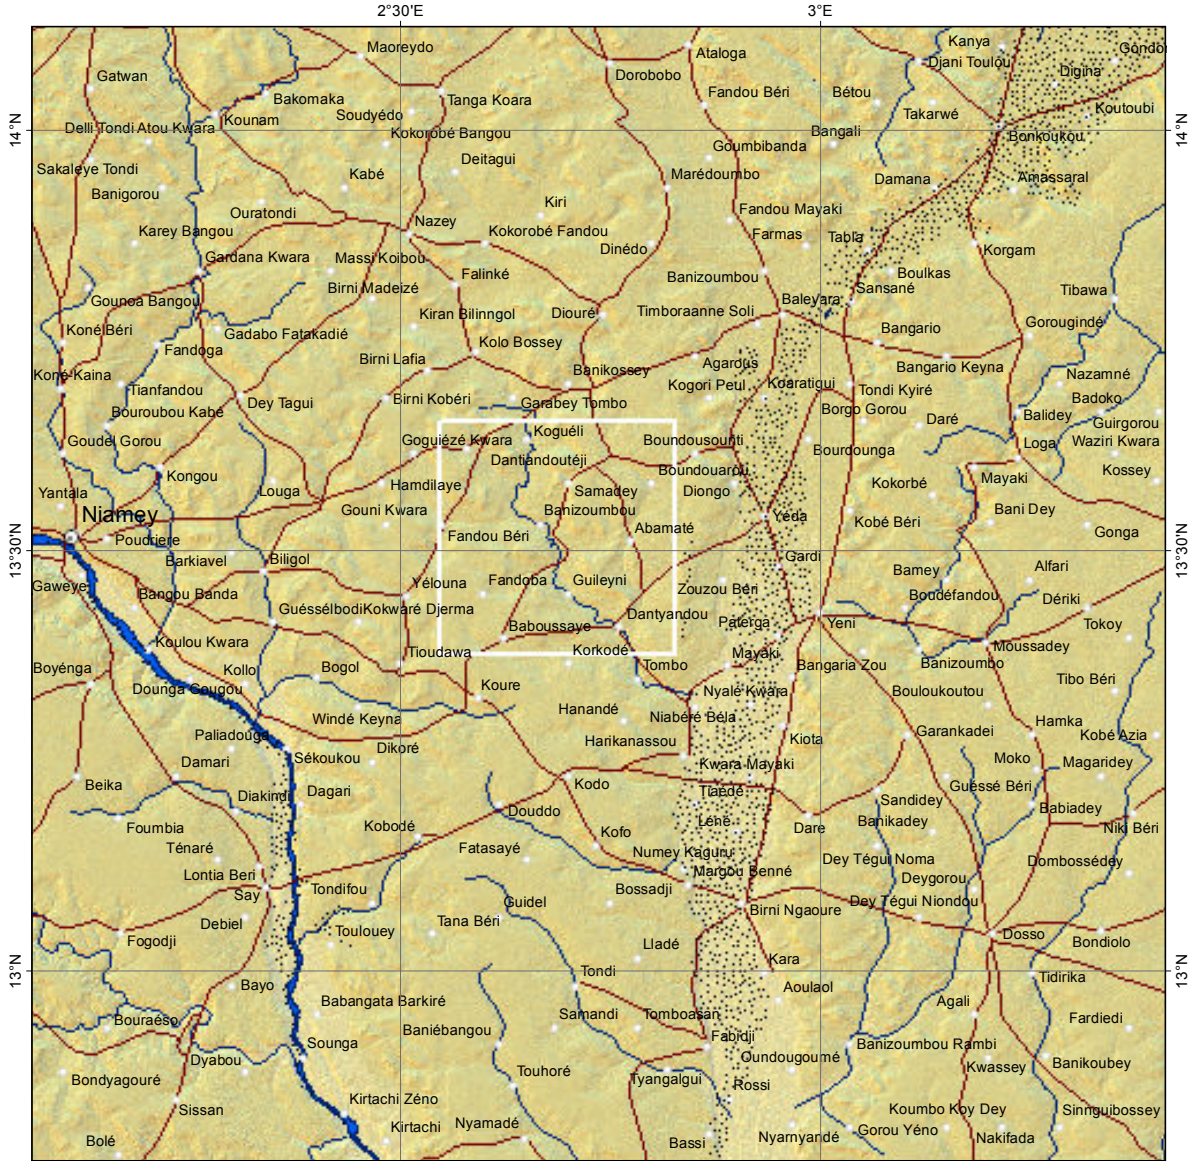 2°30'E
3°E
Maoreydo
Ataloga
Kanya
Djani Toulou
Gatwan
Dorobobo
Digina
Bakomaka
Tanga Koara
Fandou Béri
Bétou
Koutoubi
Kounam
Soudyédo
Takarwé
Delli Tondi Atou Kwara
Kokorobé Bangou
Bangali
Bonkoukou
14°N
14°N
Goumbibanda
Deitagui
Sakaleye Tondi
Kabé
Marédoumbo
Damana
Amassaral
Banigorou
Kiri
Ouratondi
Fandou Mayaki
Nazey
Karey Bangou
Kokorobé Fandou
Farmas
Tabla
Dinédo
Korgam
Gardana Kwara
Massi Koibou
Falinké
Banizoumbou
Boulkas
Birni Madeizé
Sansané
Tibawa
Gounoa Bangou
Baleyara
Kiran Bilinngol
Diouré
Timboraanne Soli
Koné Béri
Gadabo Fatakadié
Bangario
Gorougindé
Fandoga
Kolo Bossey
Birni Lafia
Agardus
Bangario Keyna
Koné-Kaina
Banikossey
Nazamné
Tianfandou
Kogori Peul
Koaratigui
Tondi Kyiré
Birni Kobéri
Garabey Tombo
Badoko
Bouroubou Kabé
Dey Tagui
Borgo Gorou
Daré
Balidey
Guirgorou
Goudel Gorou
Goguiézé Kwara
Koguéli
Boundousounti
Loga
Waziri Kwara
Dantiandoutéji
Bourdounga
Kongou
Boundouarou
Kossey
Yantala
Louga
Hamdilaye
Samadey
Diongo
Kokorbé
Mayaki
Niamey
Gouni Kwara
Banizoumbou
Yéda
Kobé Béri
Bani Dey
Poudriere
Fandou Béri
Abamaté
Gonga
13°30'N
13°30'N
Barkiavel
Biligol
Gardi
Gaweye
Yélouna
Fandoba
Guileyni
Zouzou Béri
Bamey
Alfari
Bangou Banda
Guéssélbodi
Kokwaré Djerma
Dantyandou
Boudéfandou
Dériki
Koulou Kwara
Baboussaye
Paterga
Yeni
Tokoy
Boyénga
Tioudawa
Korkodé
Tombo
Mayaki
Moussadey
Kollo
Bogol
Bangaria Zou
Banizoumbo
Dounga Gougou
Koure
Nyalé Kwara
Bouloukoutou
Tibo Béri
Windé Keyna
Hanandé
Niabéré Béla
Hamka
Paliadouga
Dikoré
Harikanassou
Kiota
Garankadei
Kobé Azia
Damari
Sékoukou
Kwara Mayaki
Moko
Magaridey
Beika
Diakindi
Dagari
Kodo
Tiaédé
Guéssé Béri
Sandidey
Babiadey
Foumbia
Kobodé
Douddo
Léhé
Dare
Banikadey
Niki Béri
Ténaré
Fatasayé
Kofo
Numey Kaguru
Dey Tégui Noma
Dombossédey
Lontia Beri
Tondifou
Bossadji
Margou Benné
Deygorou
Say
Guidel
Birni Ngaoure
Dey Tégui Niondou
Debiel
Toulouey
Tana Béri
Dosso
Fogodji
Lladé
Bondiolo
13°N
13°N
Kara
Bayo
Tondi
Aoulaol
Tidirika
Babangata Barkiré
Agali
Bouraéso
Baniébangou
Samandi
Tomboasan
Fardiedi
Sounga
Fabidji
Banizoumbou Rambi
Dyabou
Oundougoumé
Kwassey
Banikoubey
Bondyagouré
Touhoré
Tyangalgui
Rossi
Sissan
Kirtachi Zéno
Koumbo Koy Dey
Sinnguibossey
Bolé
Kirtachi
Nyamadé
Bassi
Nyarnyandé
Gorou Yéno
Nakifada